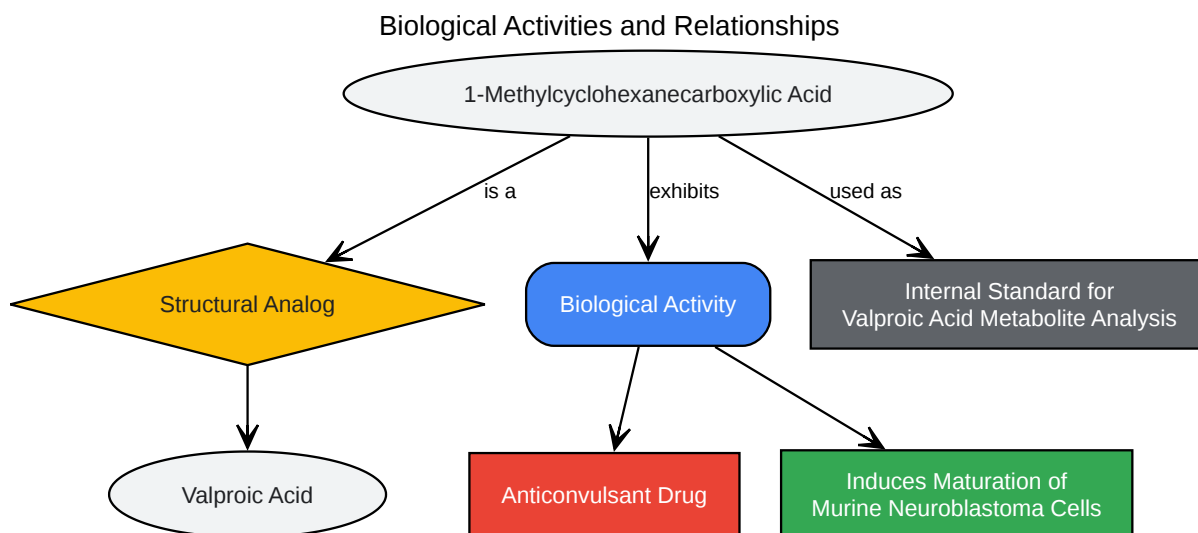 Biological Activities and Relationships
1-Methylcyclohexanecarboxylic Acid
is a
exhibits
used as
Structural Analog
Biological Activity
Internal Standard for
Valproic Acid Metabolite Analysis
Valproic Acid
Anticonvulsant Drug
Induces Maturation of
Murine Neuroblastoma Cells